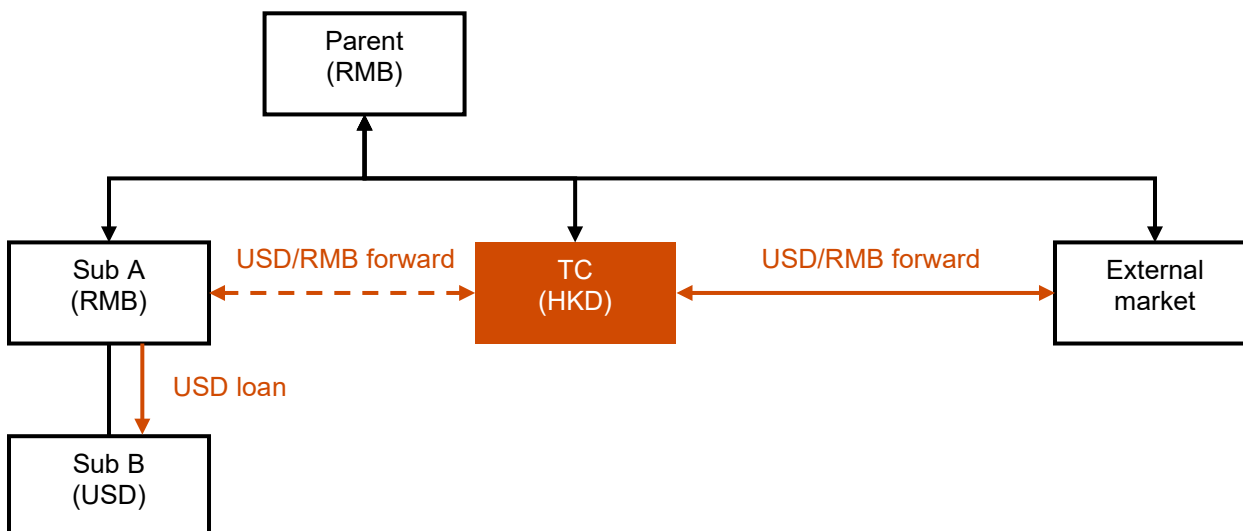 Parent
(RMB)
USD/RMB forward
USD/RMB forward
Sub A
(RMB)
TC
(HKD)
External
market
USD loan
Sub B
(USD)